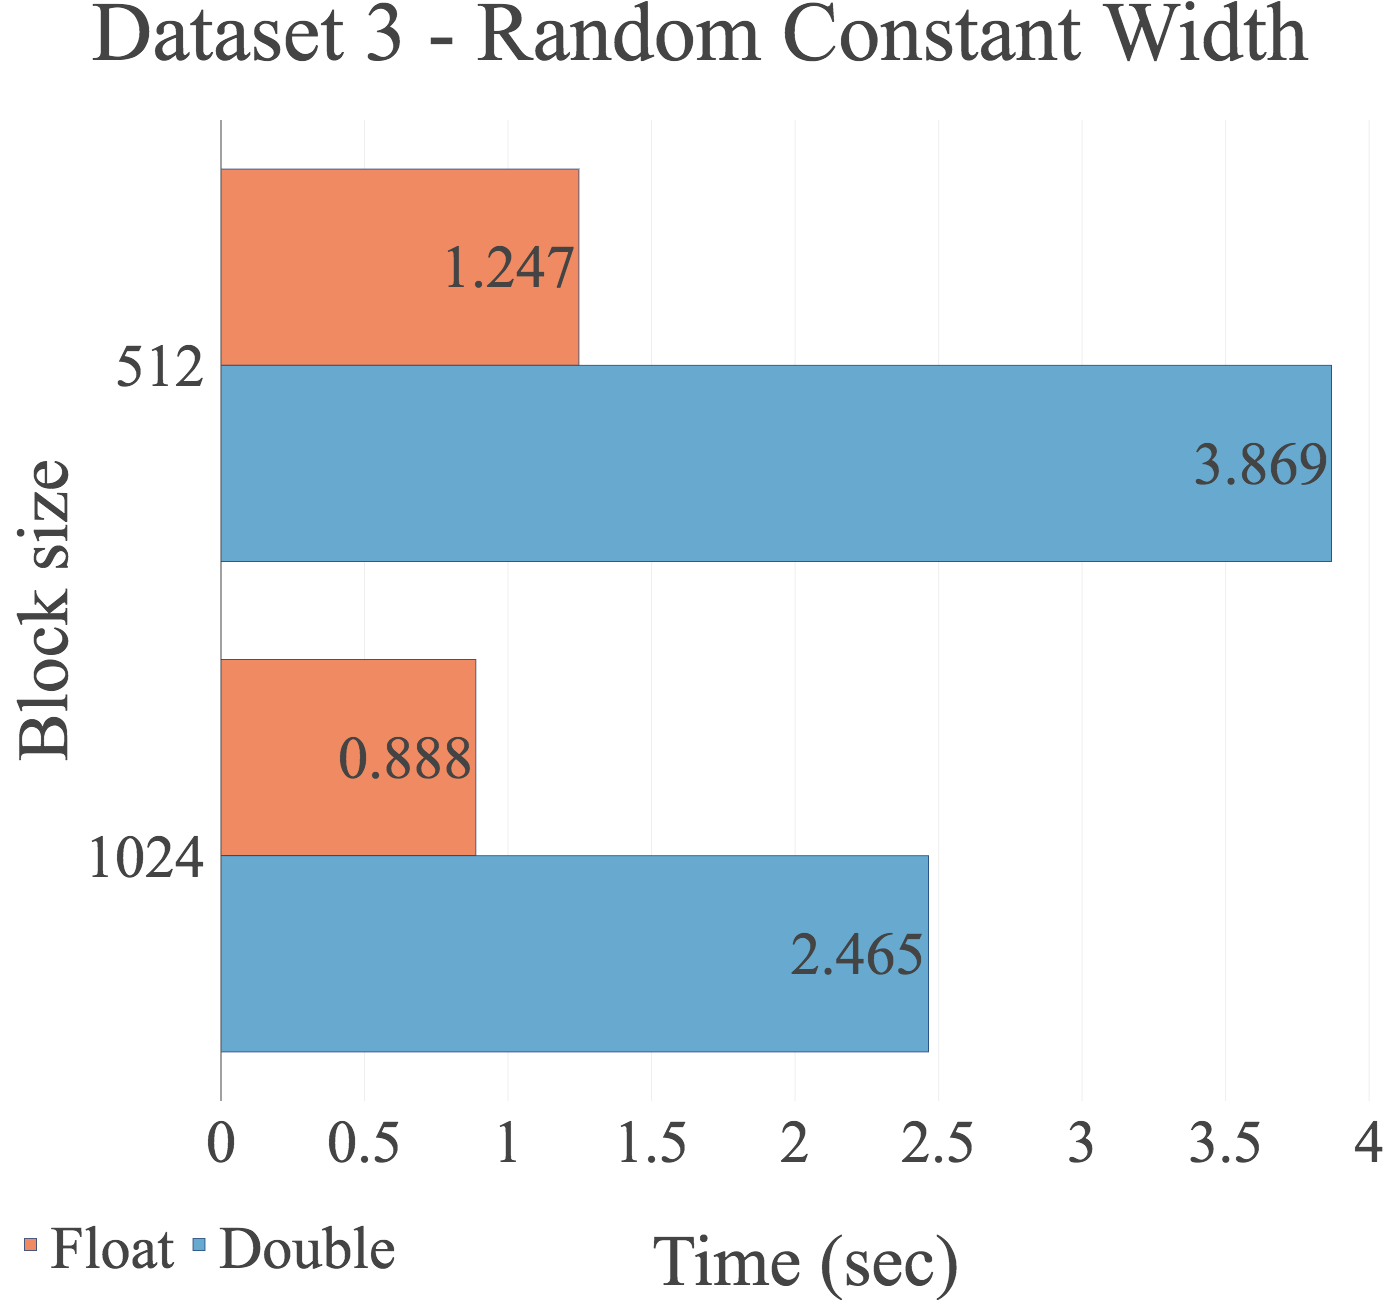 Dataset 3 - Random Constant Width
Block size
512
1.247
3.869
1024
0.888
2.465
0 0.5 1 1.5 2 2.5 3 3.5 4
Float Double
Time (sec)